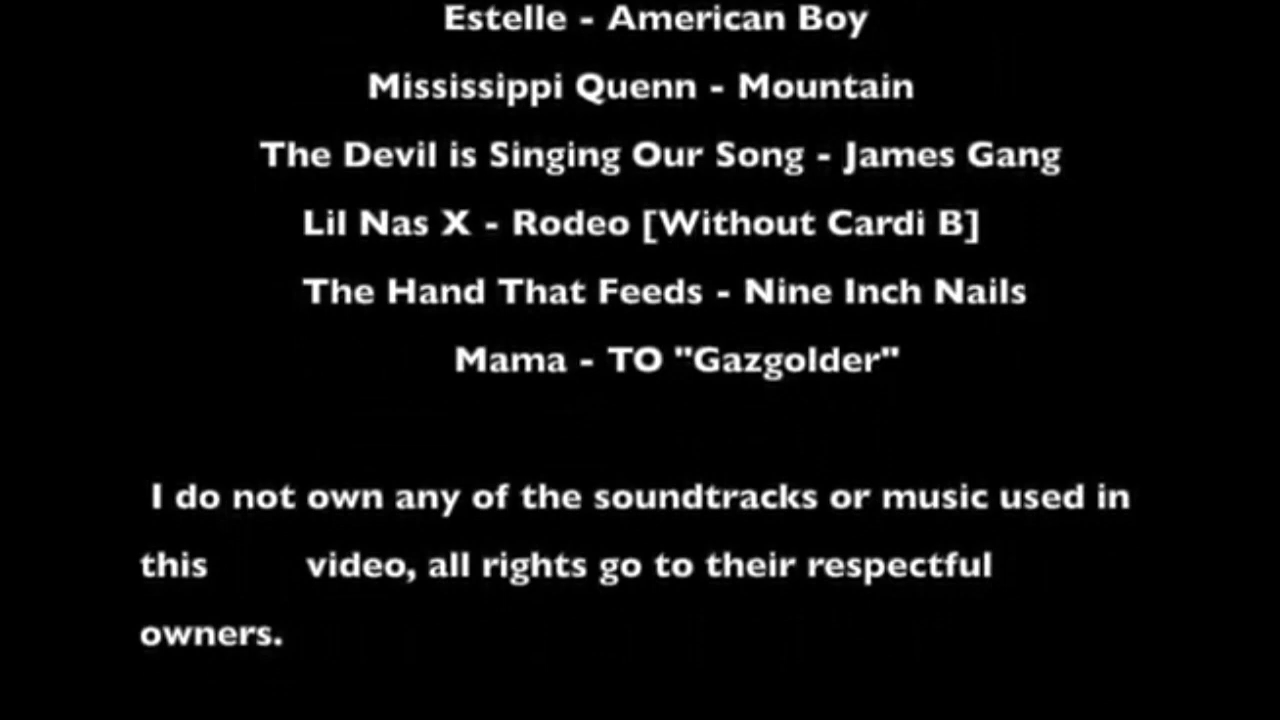 Estelle - American Boy
Mississippi Quenn - Mountain
The Devil is Singing Our Song - James Gang
Lil Nas X - Rodeo [Without Cardi B]
The Hand That Feeds - Nine Inch Nails
Mama - TO "Gazgolder"
I do not own any of the soundtracks or music used in
this video, all rights go to their respectful
owners.